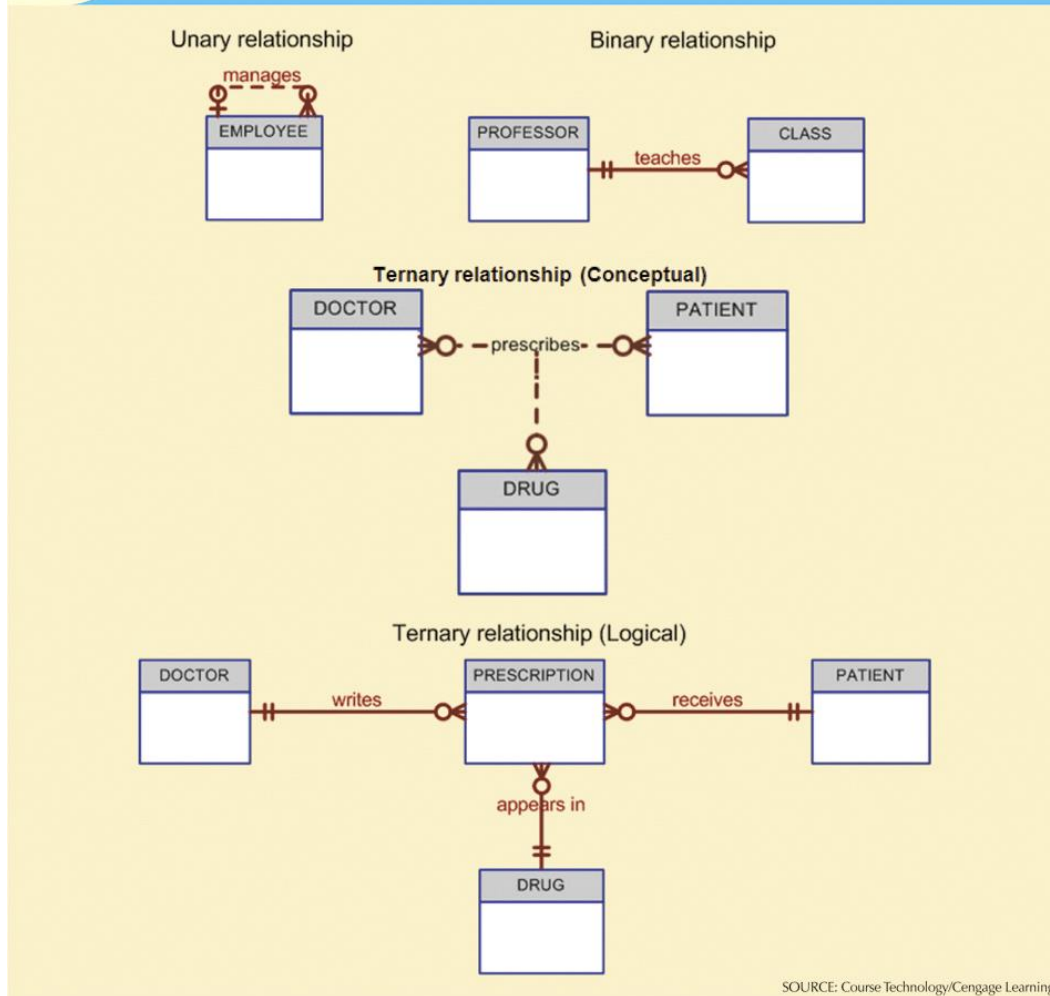 Unary relationship
Binary relationship
manages
EMPLOYEE
PROFESSOR
teaches
CLASS
Ternary relationship (Conceptual)
DOCTOR
prescribes
PATIENT
DRUG
Ternary relationship (Logical)
DOCTOR
writes
PRESCRIPTION
receives
PATIENT
appears in
DRUG
SOURCE: Course Technology/Cengage Learning